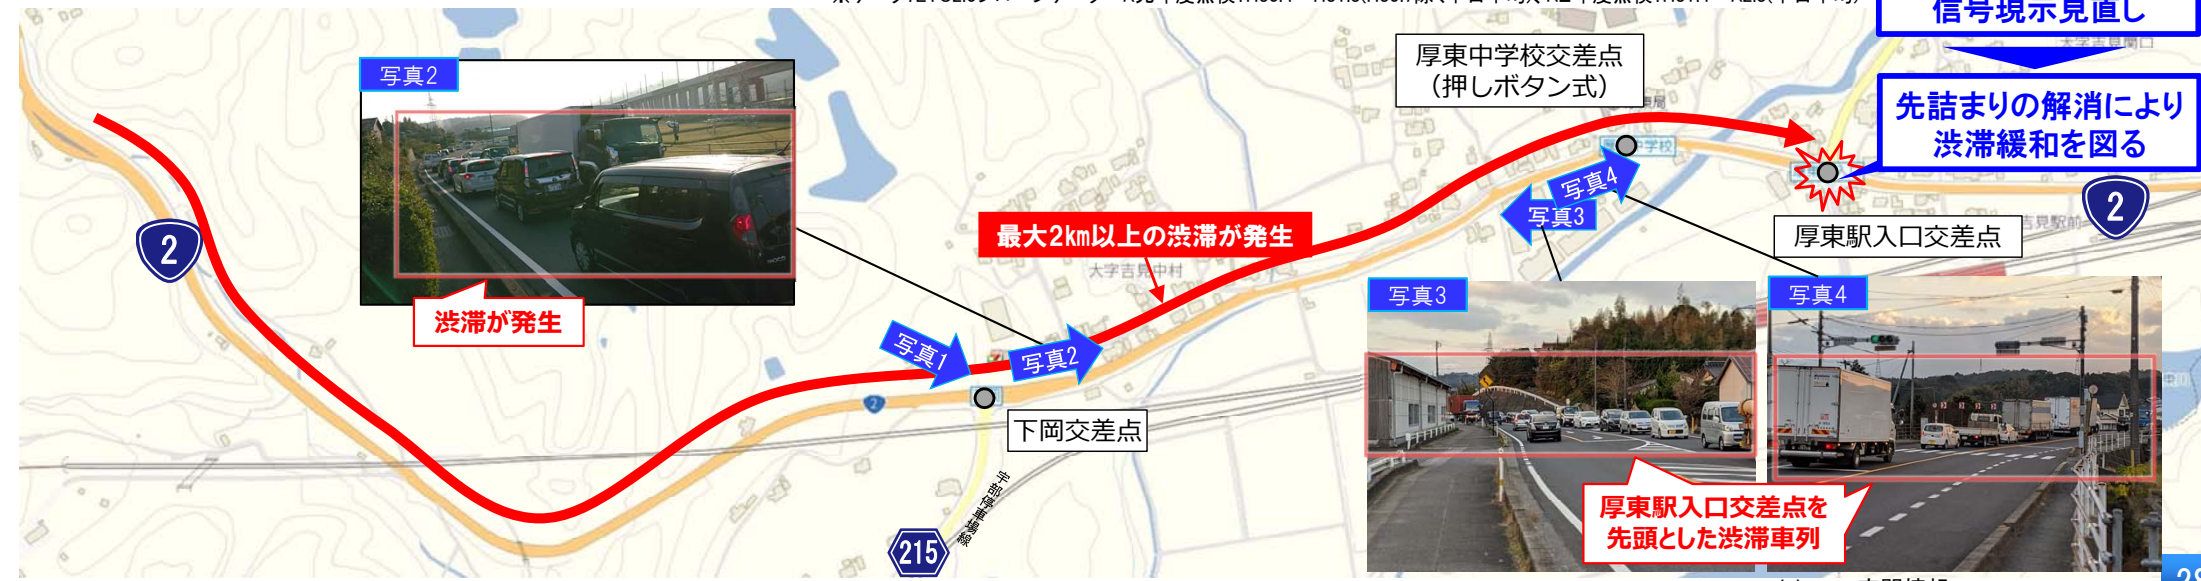 信号現示見直し
先詰まりの解消により
渋滞緩和を図る
写真2
渋滞が発生
2
最大2km以上の渋滞が発生
大字吉見中村
厚東中学校交差点
(押しボタン式)
写真4
写真3
厚東駅入口交差点
2
吉見駅前
写真1
写真2
2
下岡交差点
宇部停車場線
215
写真3
写真4
厚東駅入口交差点を
先頭とした渋滞車列